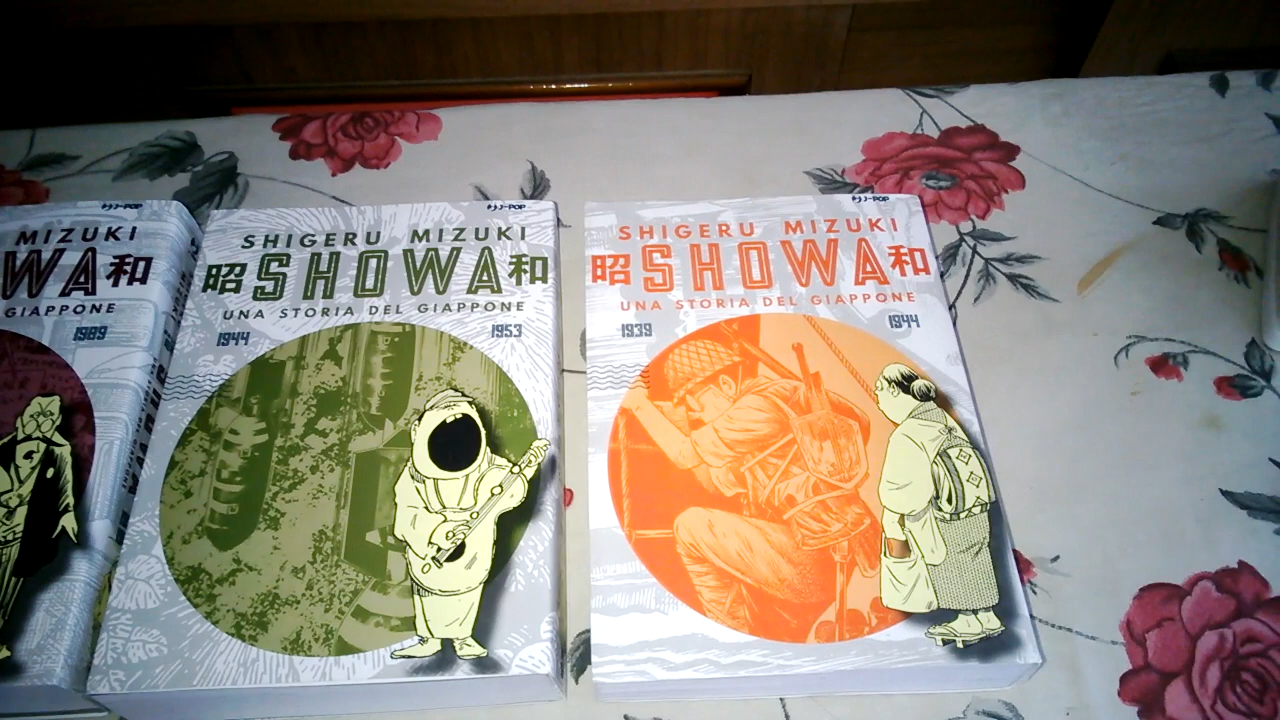 J-POP
MIZUKI
WA和
GIAPPONE
1989
J-POP
SHIGERU MIZUKI
昭SHOWA和
UNA STORIA DEL GIAPPONE
1944
1953
J-POP
SHIGERU MIZUKI
昭SHOWA和
UNA STORIA DEL GIAPPONE
1939
1944